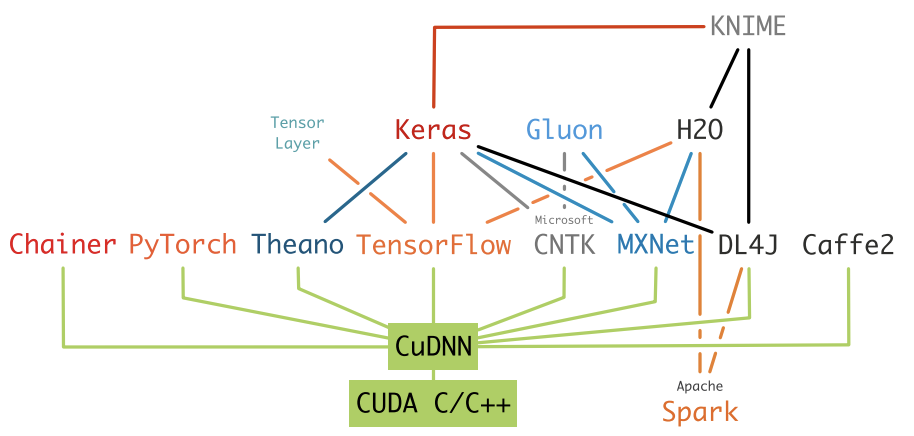 KNIME
Tensor
Layer
Keras
Gluon
H2O
Chainer
PyTorch
Theano
TensorFlow
Microsoft
CNTK
MXNet
DL4J
Caffe2
CuDNN
CUDA C/C++
Apache
Spark